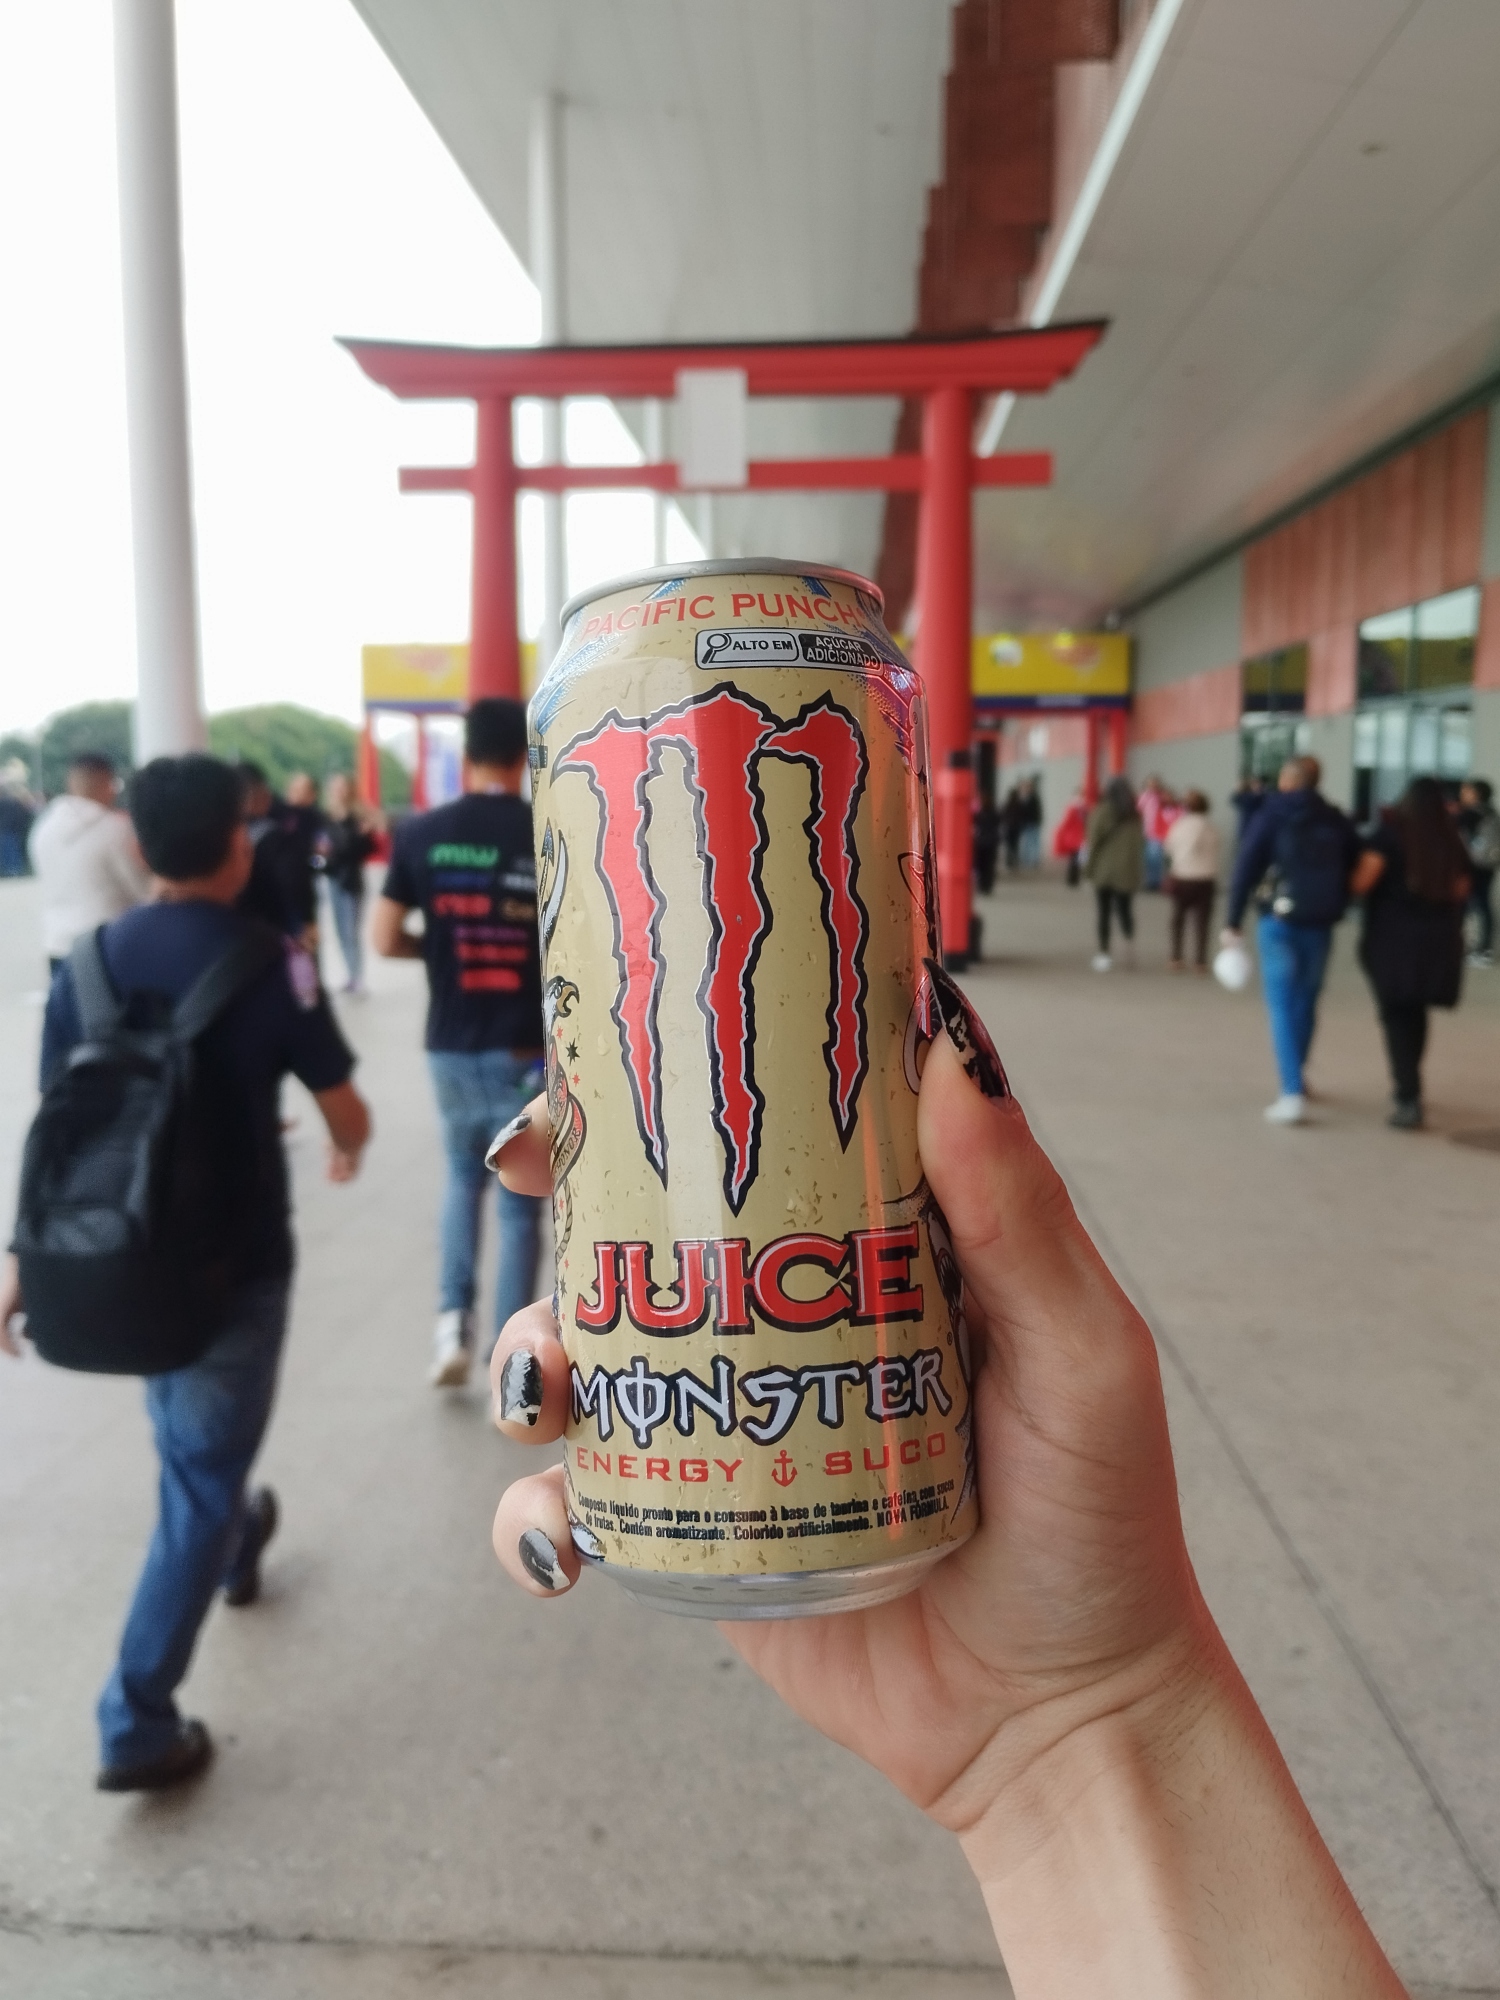 PACIFIC PUNCH
ALTO EM
AÇÚCAR
ADICIONADO
JUICE
MONSTER
ENERGY SUCO
Composto líquido pronto para o consumo à base de taurina e cafeína com sucos
de frutas. Contém aromatizante. Colorido artificialmente. NOVA FÓRMULA.